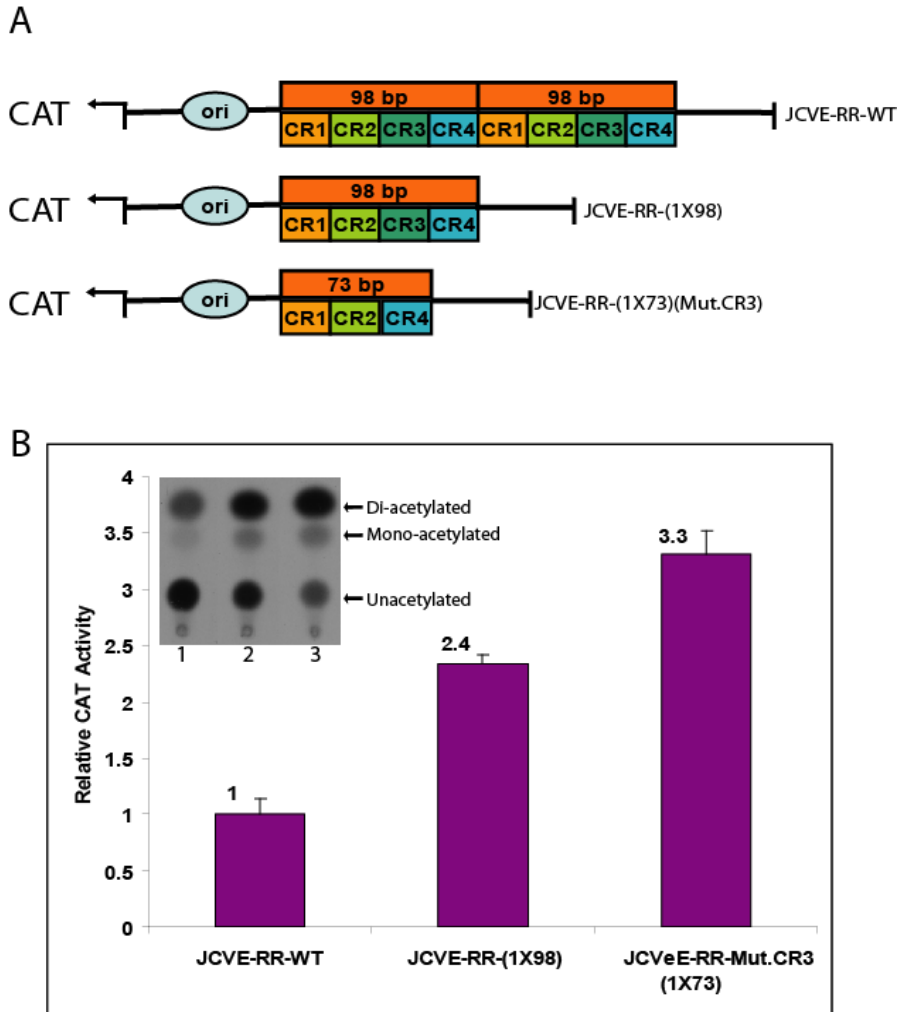 A
98 bp 98 bp
CAT ori CR1 CR2 CR3 CR4 CR1 CR2 CR3 CR4 JCVE-RR-WT
98 bp
CAT ori CR1 CR2 CR3 CR4 JCVE-RR-(1X98)
73 bp
CAT ori CR1 CR2 CR4 JCVE-RR-(1X73)(Mut.CR3)
B
Relative CAT Activity
4
3.5
3
2.5
2
1.5
1
0.5
0
Di-acetylated
Mono-acetylated
Unacetylated
1 2 3
1
2.4
3.3
JCVE-RR-WT
JCVE-RR-(1X98)
JCVeE-RR-Mut.CR3
(1X73)